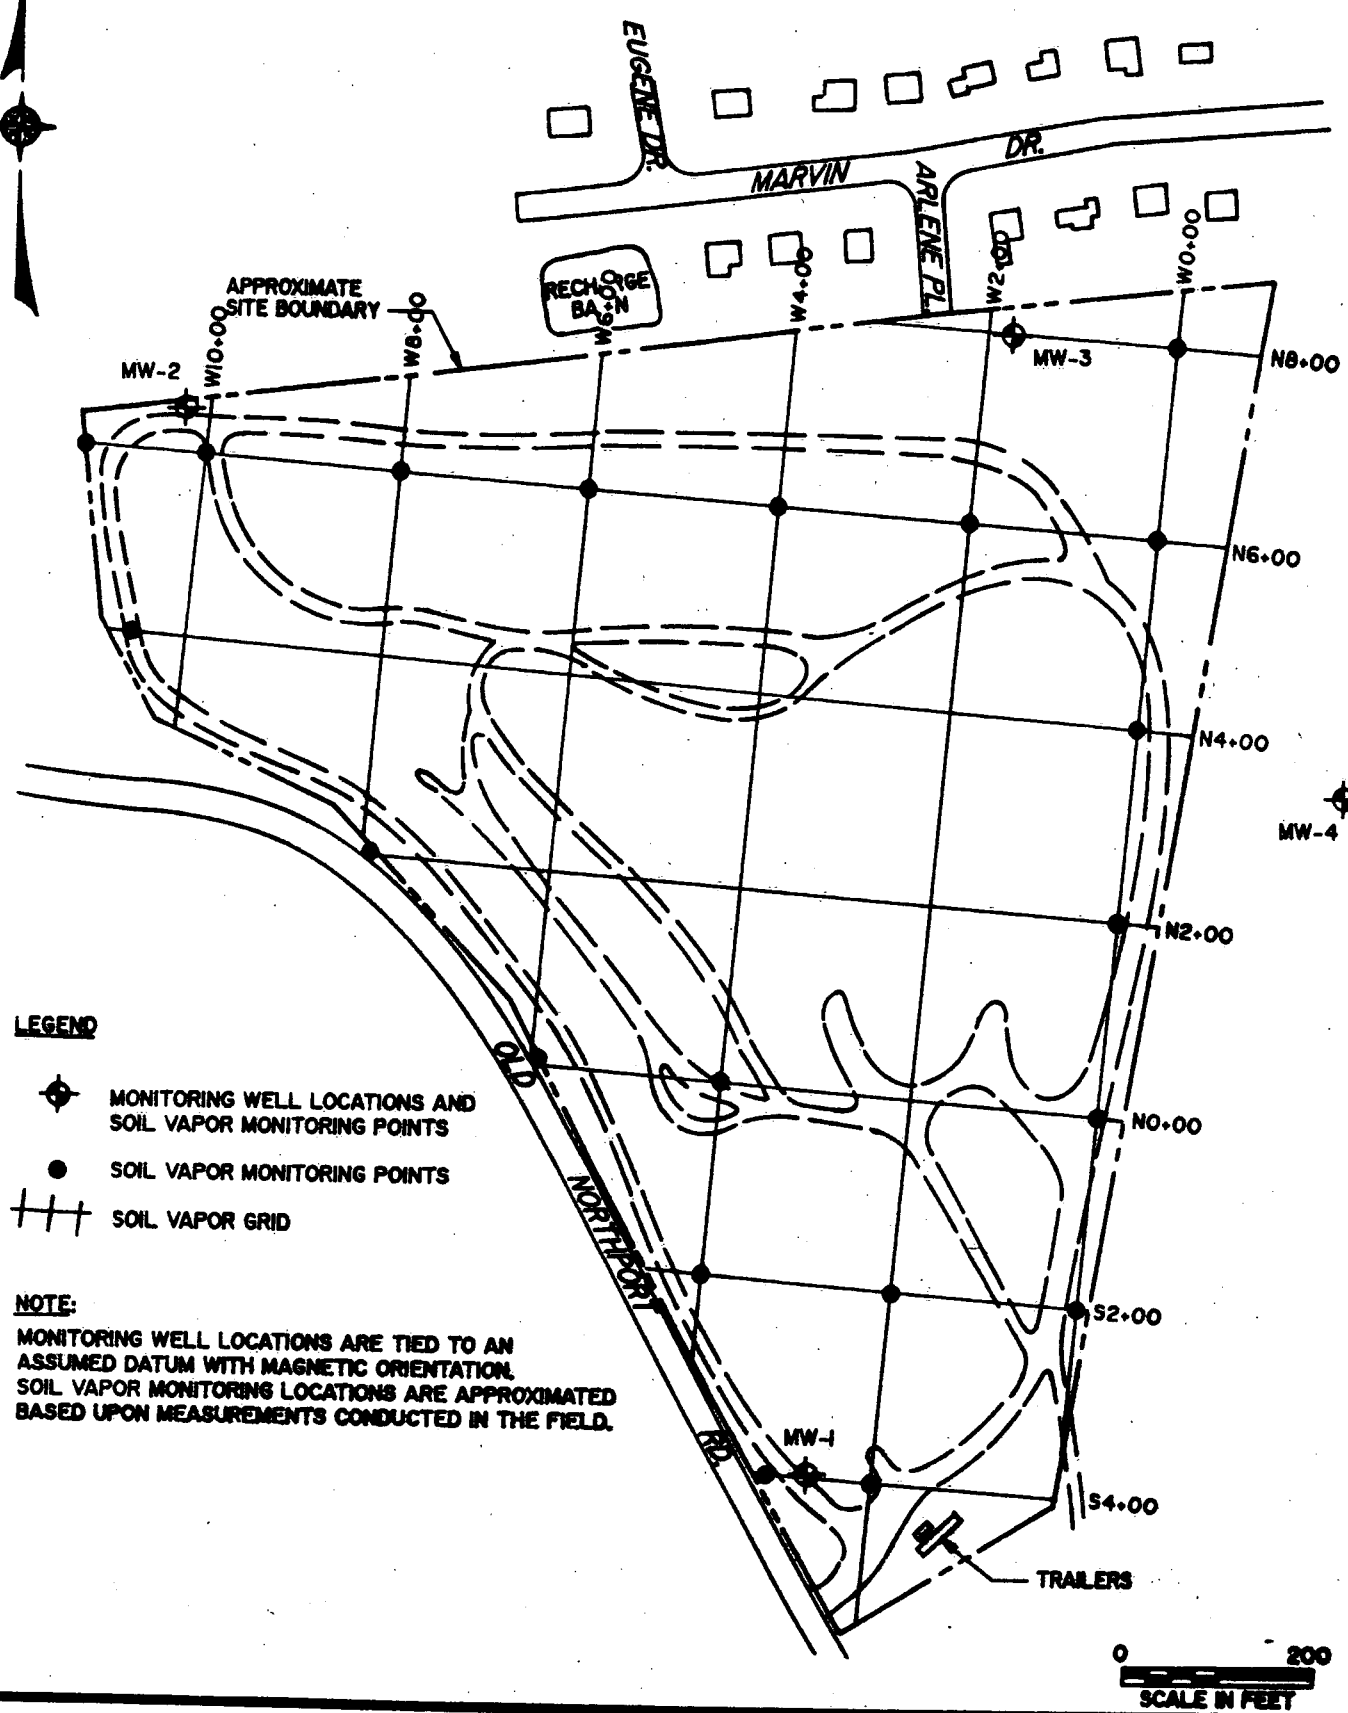 EUGENE DR.
MARVIN
DR.
ARLENE PL.
RECHARGE
BASIN
APPROXIMATE
SITE BOUNDARY
W10+00
W8+00
W6+00
W4+00
W2+00
W0+00
MW-2
MW-3
N8+00
N6+00
N4+00
MW-4
N2+00
N0+00
S2+00
S4+00
MW-1
TRAILERS
OLD
NORTHPORT
RD.
LEGEND
MONITORING WELL LOCATIONS AND
SOIL VAPOR MONITORING POINTS
SOIL VAPOR MONITORING POINTS
SOIL VAPOR GRID
NOTE:
MONITORING WELL LOCATIONS ARE TIED TO AN
ASSUMED DATUM WITH MAGNETIC ORIENTATION.
SOIL VAPOR MONITORING LOCATIONS ARE APPROXIMATED
BASED UPON MEASUREMENTS CONDUCTED IN THE FIELD.
0 200
SCALE IN FEET